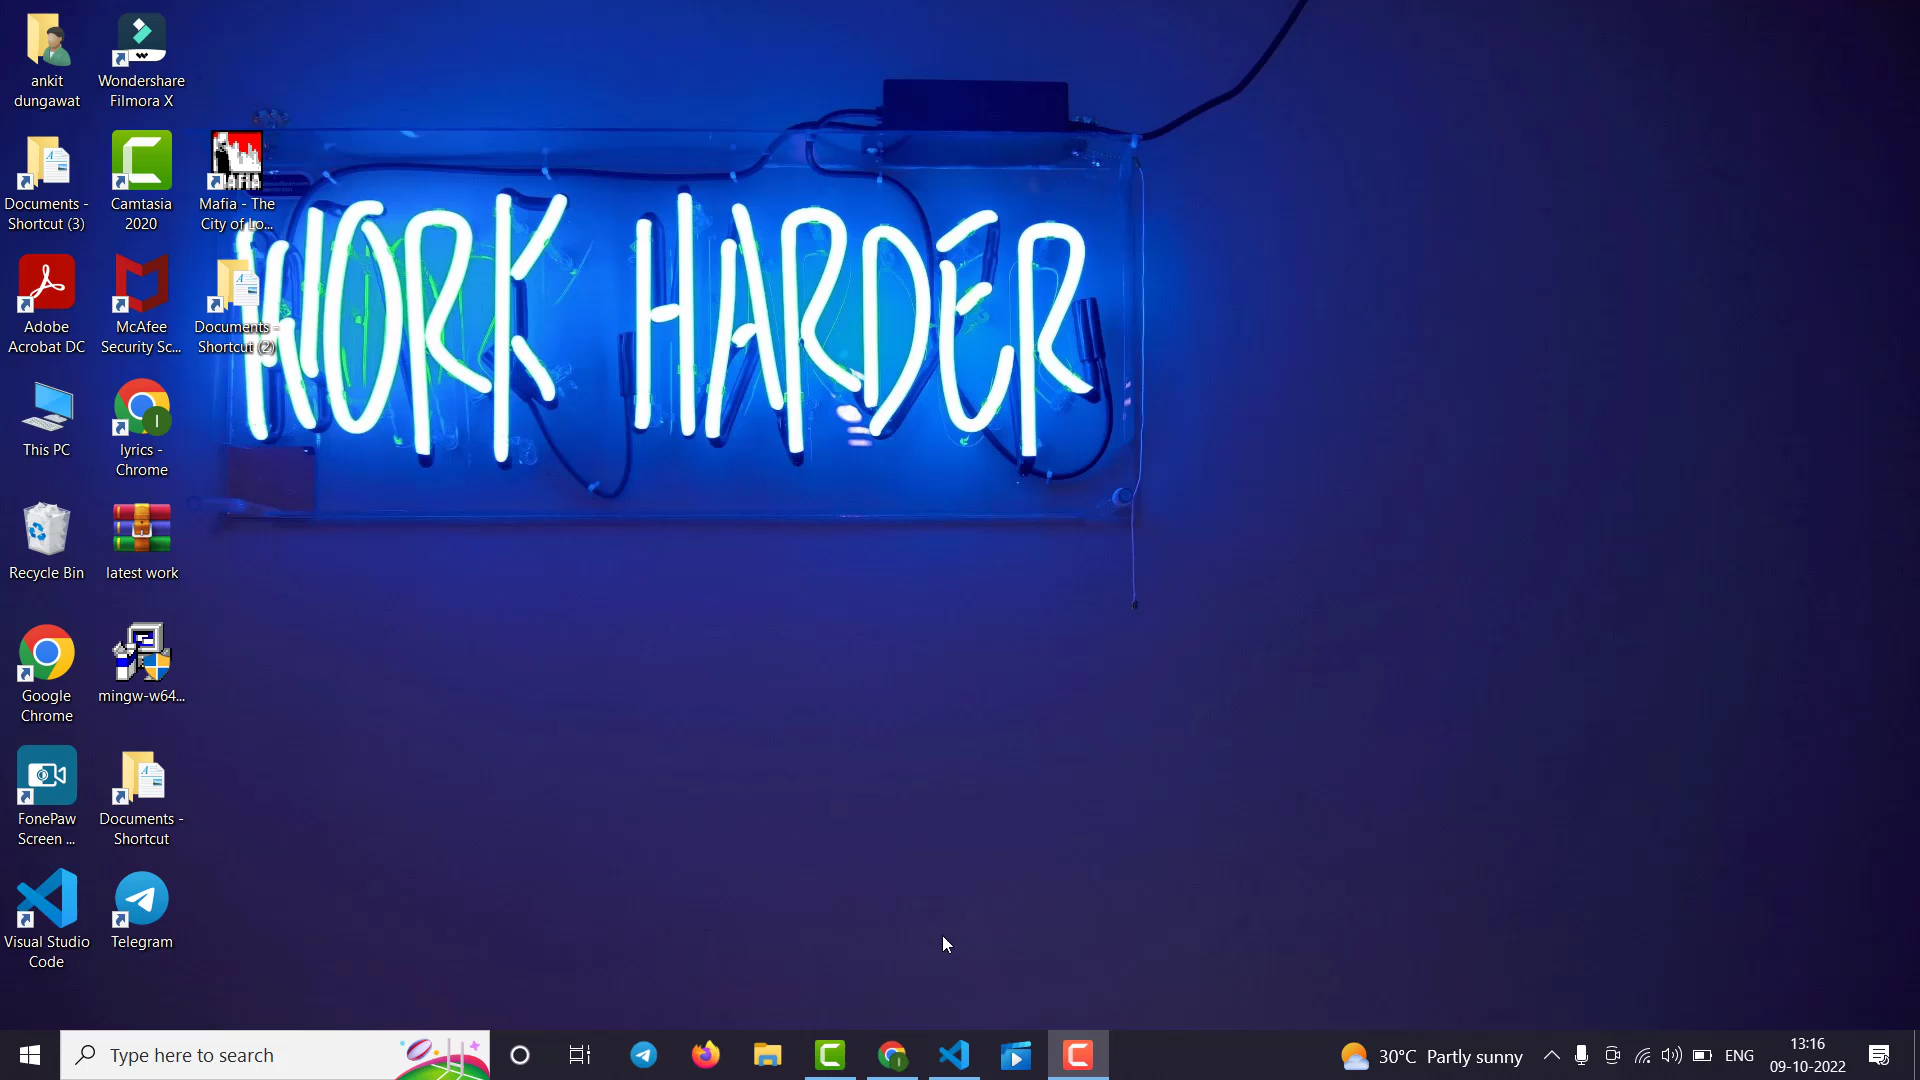 ankit
dungawat
Wondershare
Filmora X
Documents -
Shortcut (3)
Camtasia
2020
MAFIA
Mafia - The
City of Lo...
WORK HARDER
Adobe
Acrobat DC
McAfee
Security Sc...
Documents -
Shortcut (2)
This PC
lyrics -
Chrome
Recycle Bin
latest work
Google
Chrome
mingw-w64...
FonePaw
Screen ...
Documents -
Shortcut
Visual Studio
Code
Telegram
Type here to search
30°C Partly sunny
ENG
13:16
09-10-2022